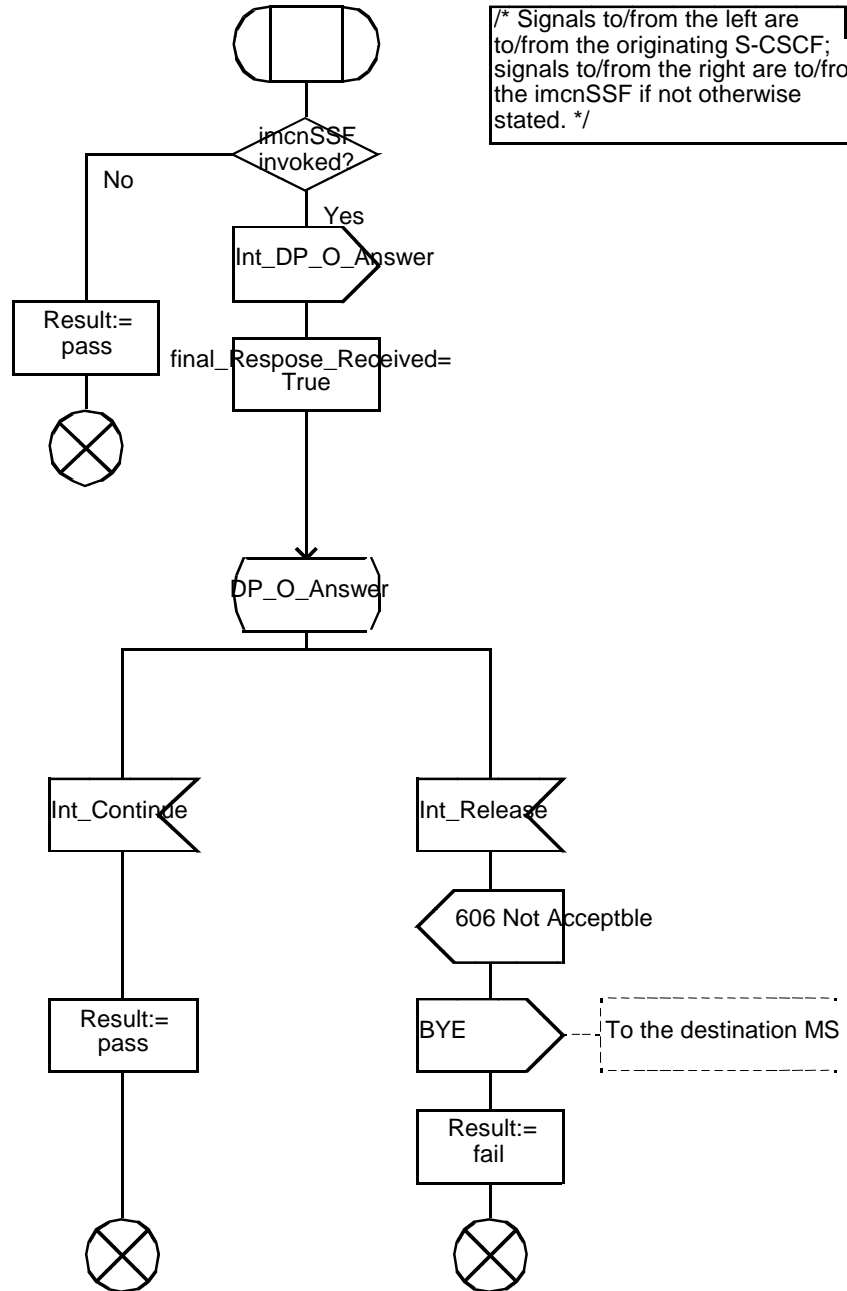 /* Signals to/from the left are
to/from the originating S-CSCF;
signals to/from the right are to/fro
the imcnSSF if not otherwise
stated. */
imcnSSF
invoked?
No
Yes
Int_DP_O_Answer
Result:=
pass
final_Respose_Received=
True
DP_O_Answer
Int_Continue
Int_Release
606 Not Acceptble
Result:=
pass
BYE
To the destination MS
Result:=
fail